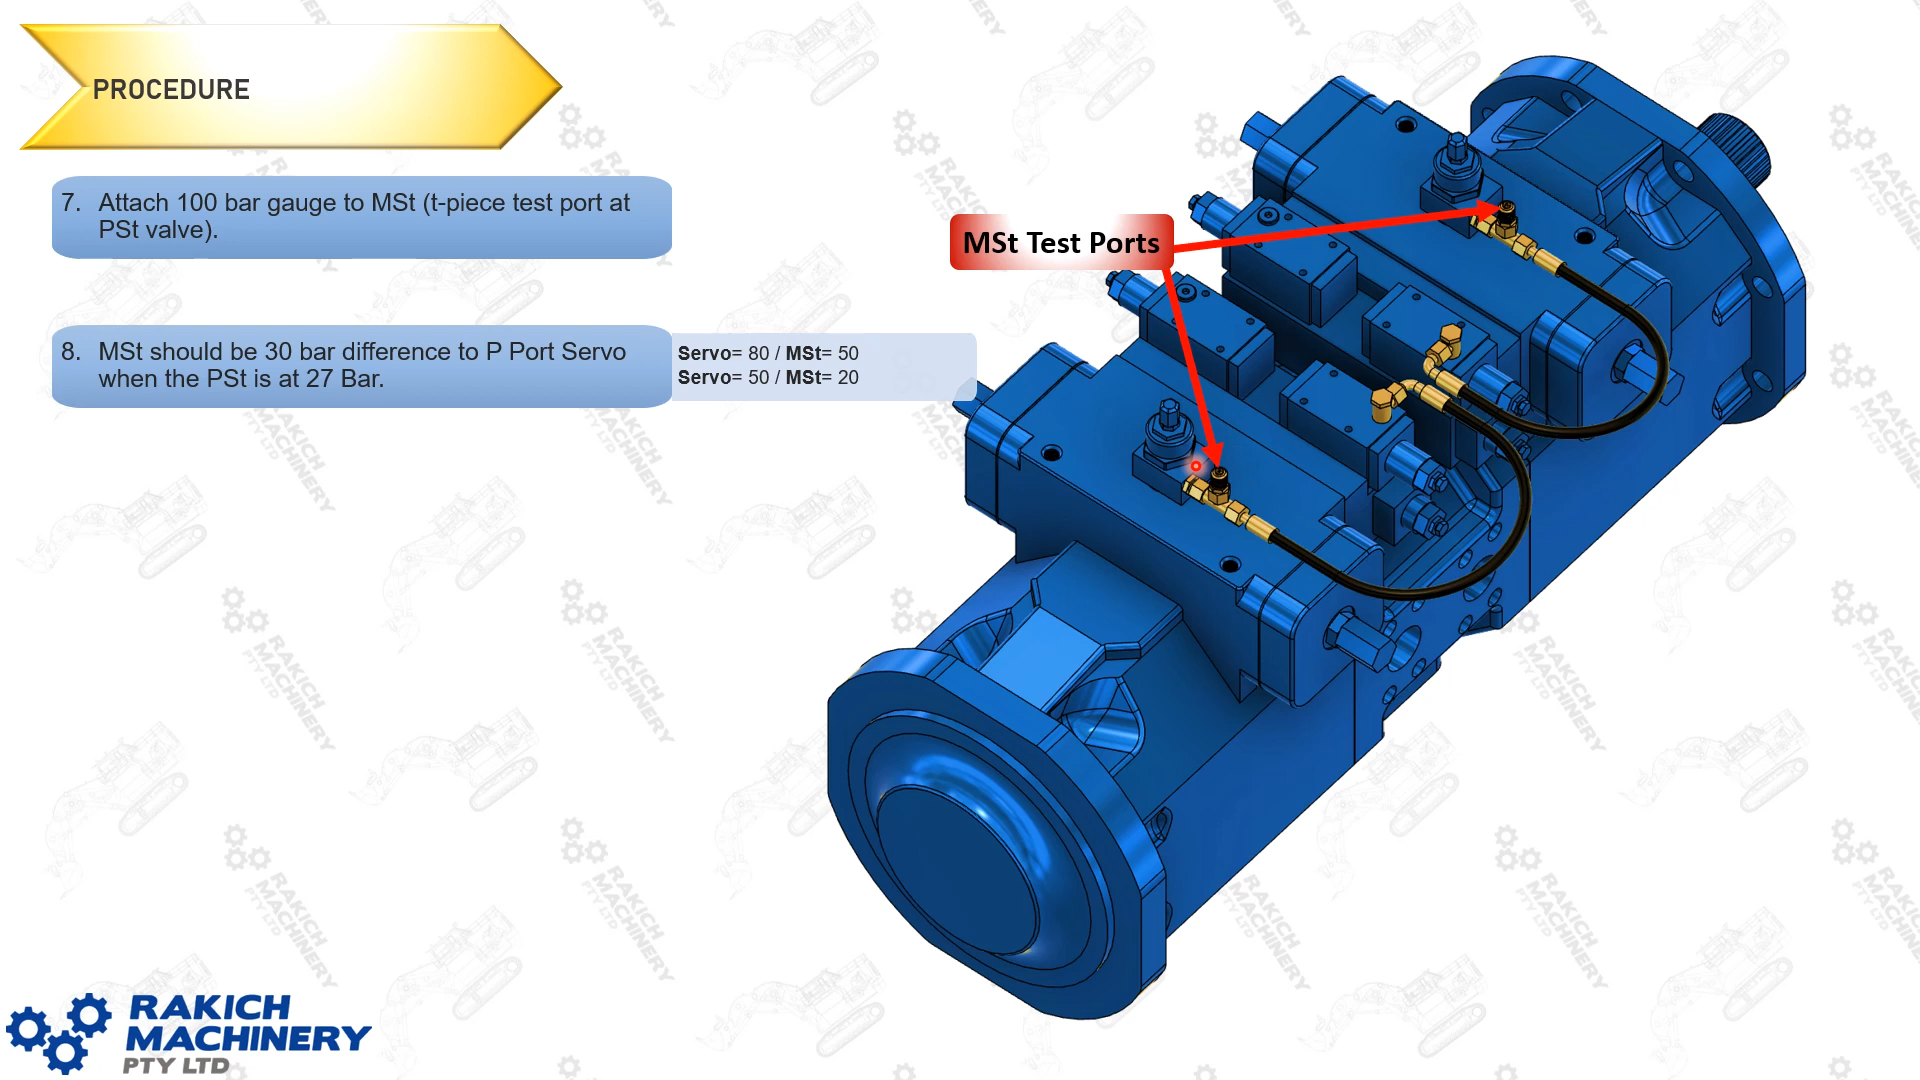 PROCEDURE
7. Attach 100 bar gauge to MSt (t-piece test port at
PSt valve).
MSt Test Ports
8. MSt should be 30 bar difference to P Port Servo
when the PSt is at 27 Bar.
Servo= 80 / MSt= 50
Servo= 50 / MSt= 20
RAKICH
MACHINERY
PTY LTD